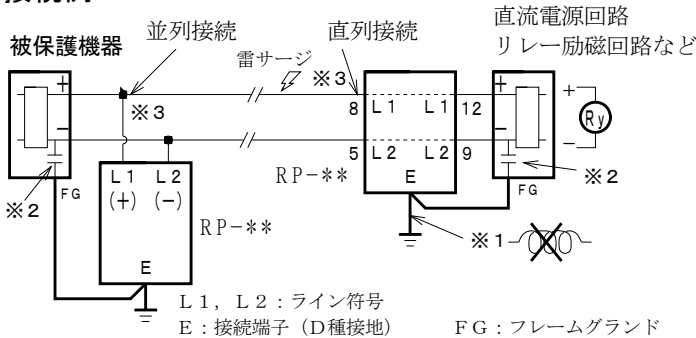 被保護機器
並列接続
雷サージ
※3
直列接続
直流電源回路
リレー励磁回路など
+
−
※3
8
L1
L1
12
+
−
+
−
Ry
5
L2
L2
9
E
RP−**
※2
FG
L1
(+)
L2
(−)
RP−**
E
FG
※2
※1
L1, L2：ライン符号
E：接続端子（D種接地）
FG：フレームグランド